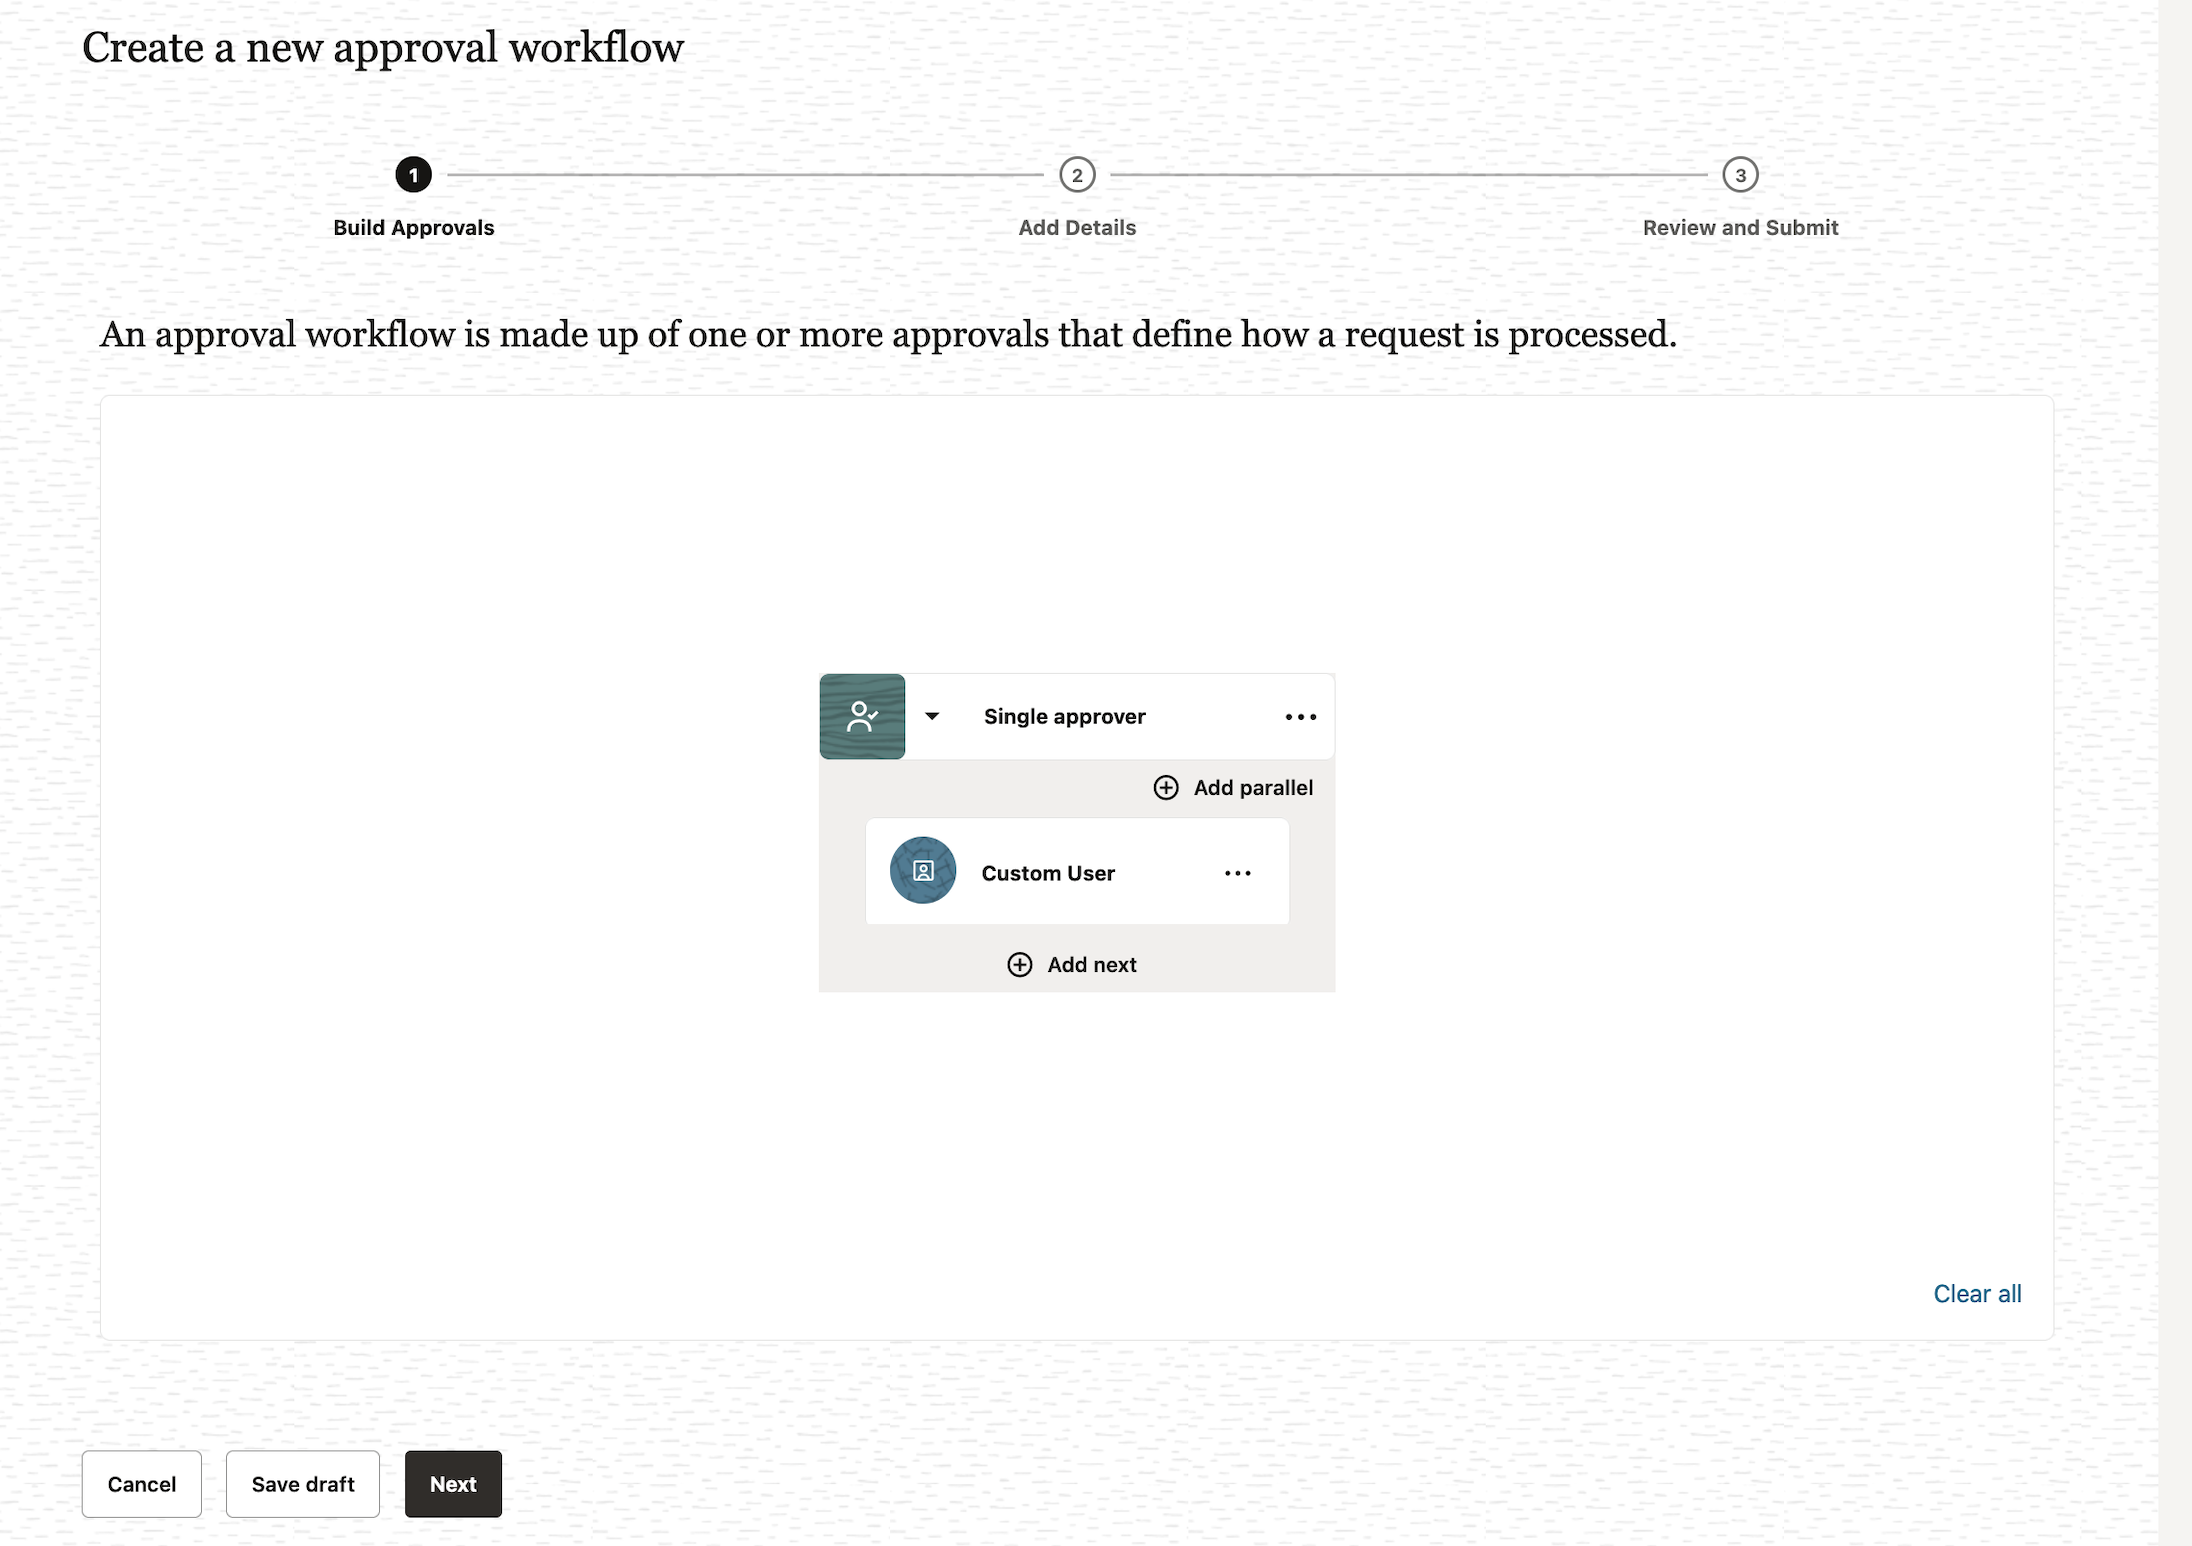 Create a new approval workflow
1
2
3
Build Approvals
Add Details
Review and Submit
An approval workflow is made up of one or more approvals that define how a request is processed.
Single approver
Add parallel
Custom User
Add next
Clear all
Cancel
Save draft
Next